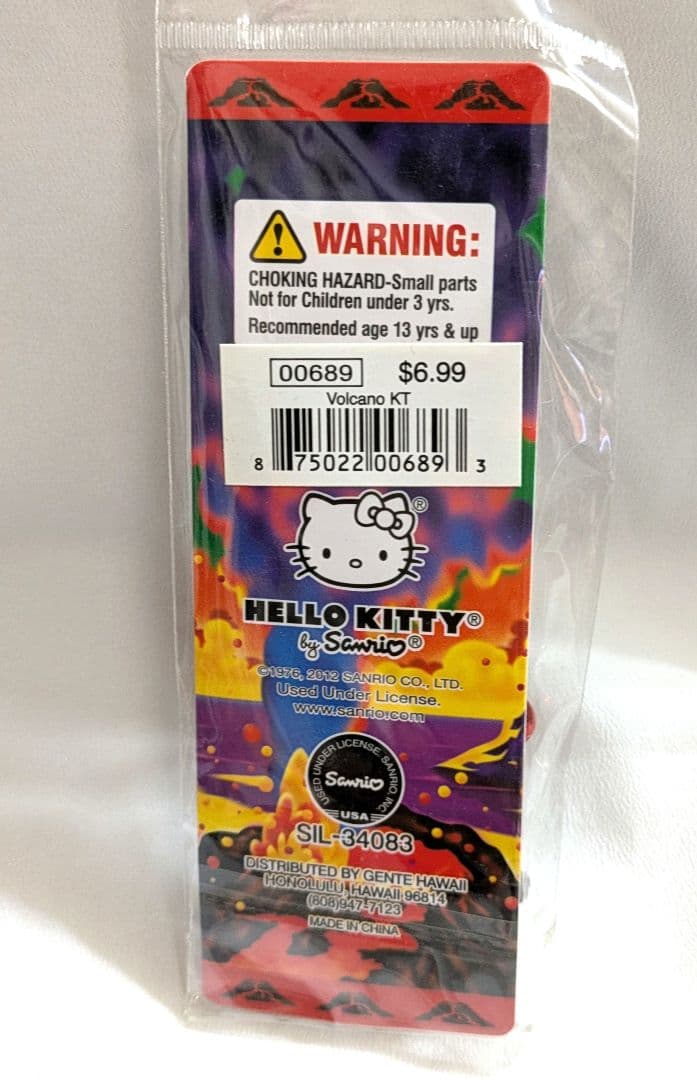 WARNING:
CHOKING HAZARD-Small parts
Not for Children under 3 yrs.
Recommended age 13 yrs & up
00689 $6.99
Volcano KT
8 75022 00689 3
®
HELLO KITTY®
by Sanrio®
©1976, 2012 SANRIO CO., LTD.
Used Under License.
www.sanrio.com
USED UNDER LICENSE. SANRIO, INC.
Sanrio
USA
SIL-34083
DISTRIBUTED BY GENTE HAWAII
HONOLULU, HAWAII 96814
(808)947-7123
MADE IN CHINA